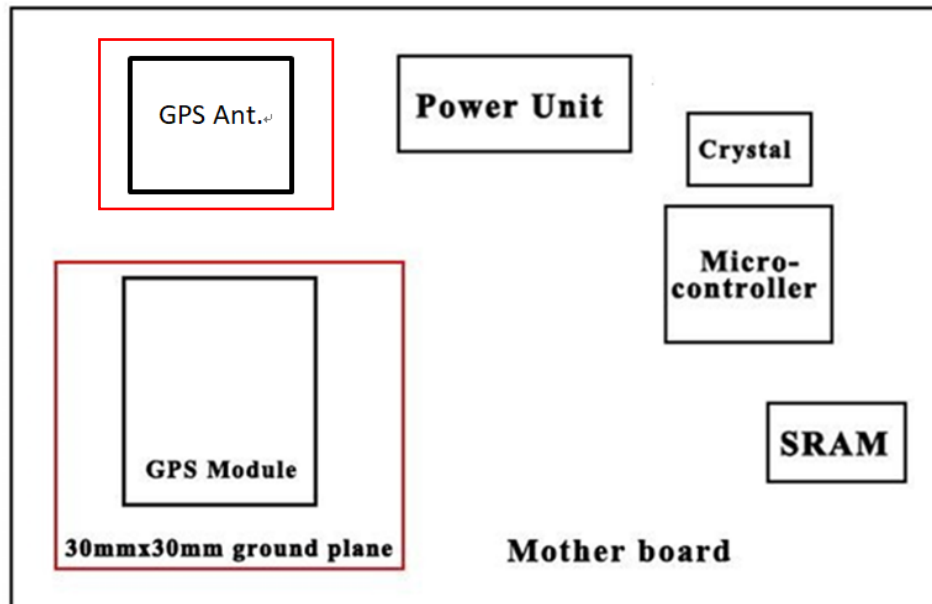 GPS Ant.↵
Power Unit
Crystal
Micro-
controller
GPS Module
SRAM
30mmx30mm ground plane
Mother board